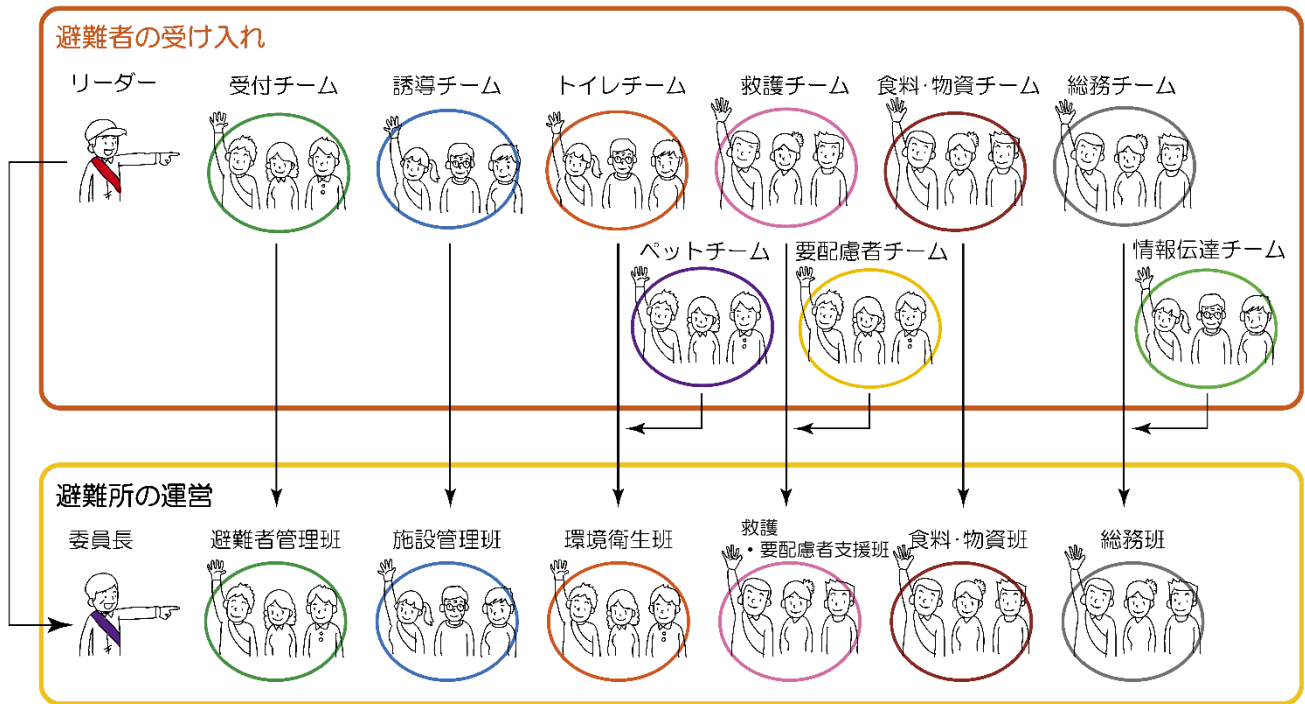 避難者の受け入れ
リーダー
受付チーム
誘導チーム
トイレチーム
救護チーム
食料・物資チーム
総務チーム
ペットチーム
要配慮者チーム
情報伝達チーム
避難所の運営
委員長
避難者管理班
施設管理班
環境衛生班
救護
・要配慮者支援班
食料・物資班
総務班